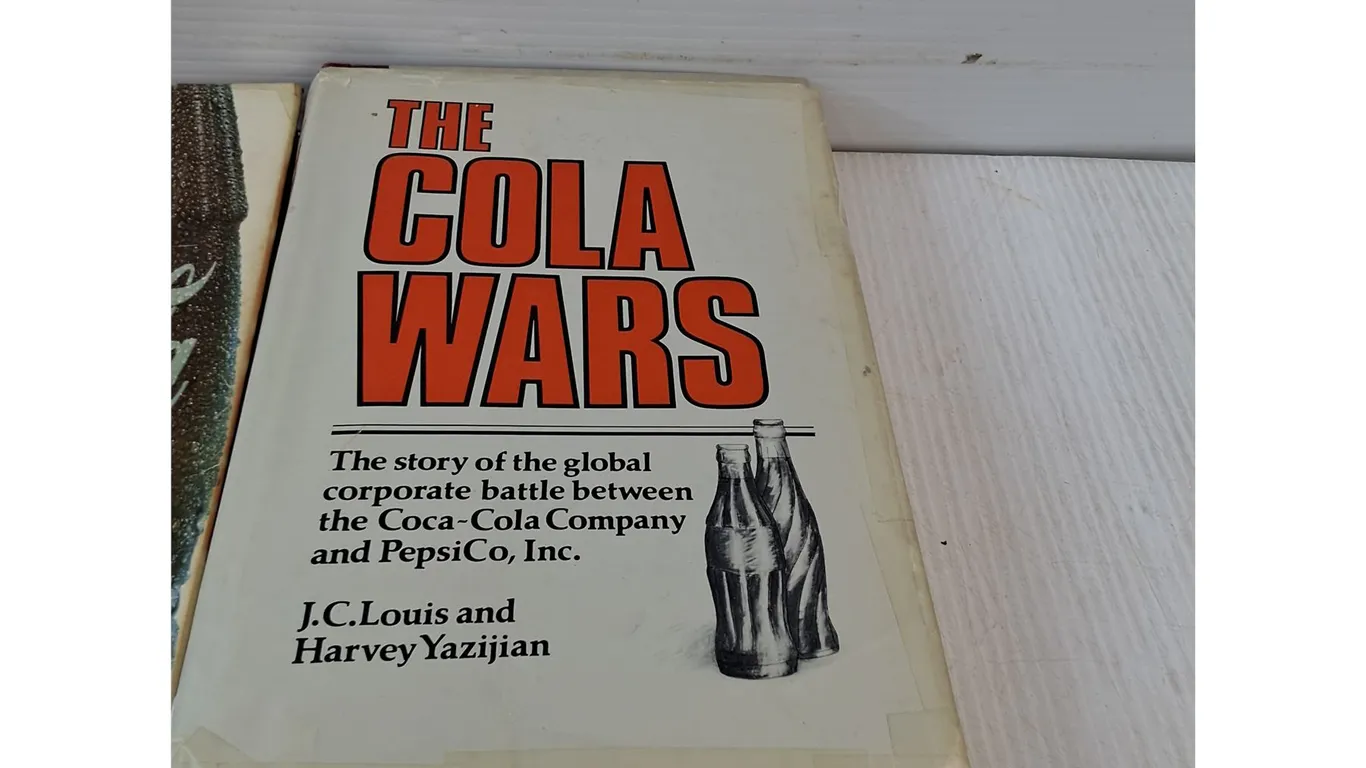 THE
COLA
WARS
The story of the global
corporate battle between
the Coca-Cola Company
and PepsiCo, Inc.
J.C. Louis and
Harvey Yazijian